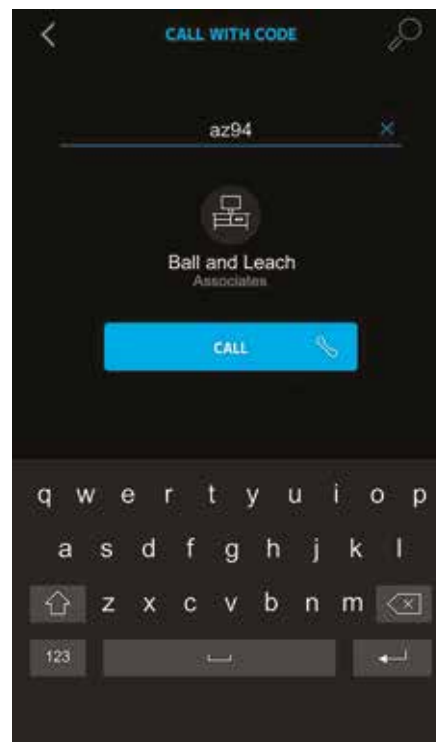 CALL WITH CODE
az94
Ball and Leach
Associates
CALL
q w e r t y u i o p
a s d f g h j k l
z x c v b n m
123